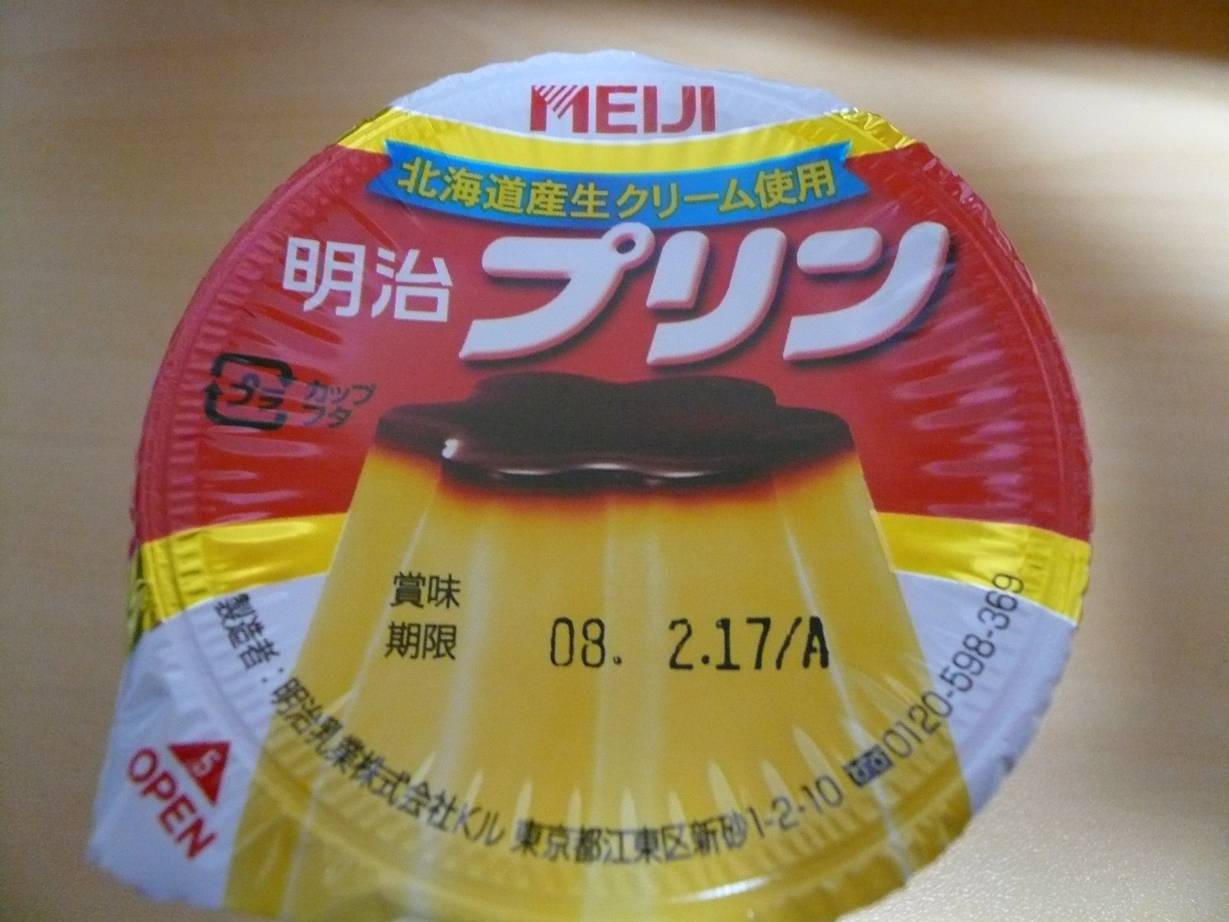 MEIJI
北海道産生クリーム使用
明治プリン
プラ
カップ
フタ
賞味
期限
08. 2.17/A
製造者:明治乳業株式会社Kル 東京都江東区新砂1-2-10 0120-598-369
5
OPEN